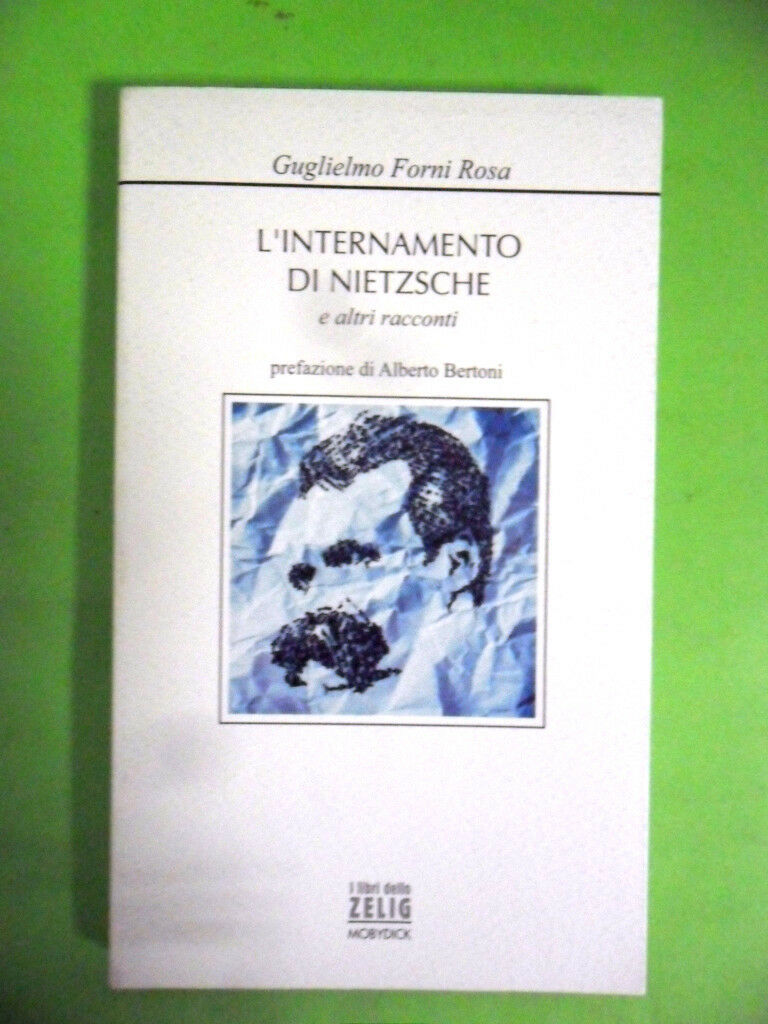 Guglielmo Forni Rosa
L'INTERNAMENTO
DI NIETZSCHE
e altri racconti
prefazione di Alberto Bertoni
I libri dello
ZELIG
MOBYDICK